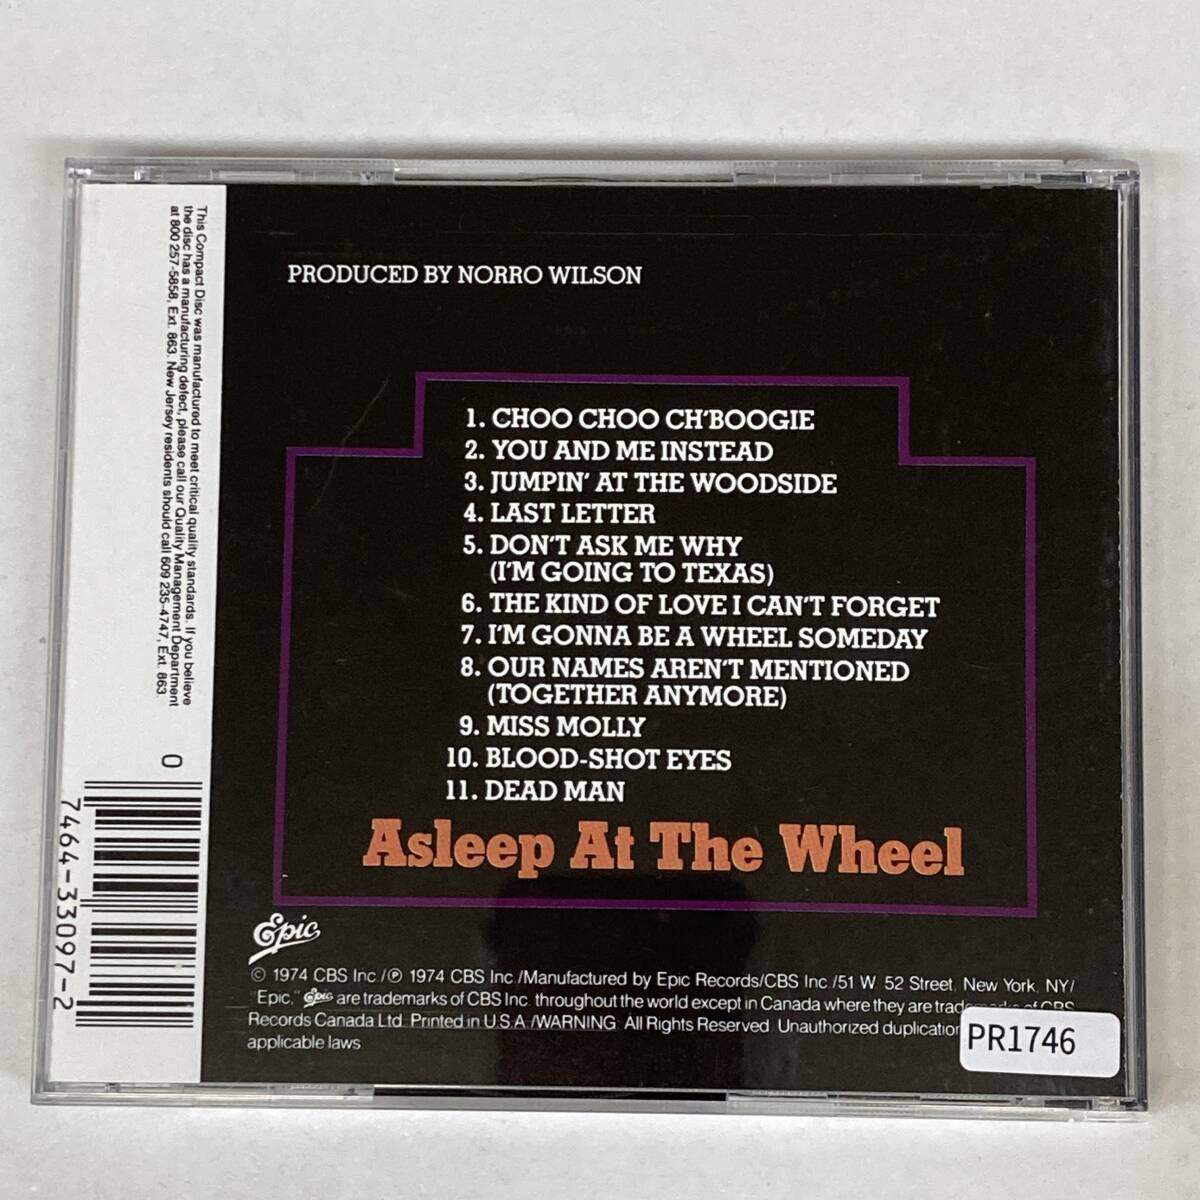 This Compact Disc was manufactured to meet critical quality standards. If you believe
the disc has a manufacturing defect, please call our Quality Management Department
at 800 257-5858, Ext. 863. New Jersey residents should call 609 235-4747, Ext. 863.
0
7464-33097-2
PRODUCED BY NORRO WILSON
1. CHOO CHOO CH'BOOGIE
2. YOU AND ME INSTEAD
3. JUMPIN' AT THE WOODSIDE
4. LAST LETTER
5. DON'T ASK ME WHY
(I'M GOING TO TEXAS)
6. THE KIND OF LOVE I CAN'T FORGET
7. I'M GONNA BE A WHEEL SOMEDAY
8. OUR NAMES AREN'T MENTIONED
(TOGETHER ANYMORE)
9. MISS MOLLY
10. BLOOD-SHOT EYES
11. DEAD MAN
Asleep At The Wheel
Epic
© 1974 CBS Inc./℗ 1974 CBS Inc./Manufactured by Epic Records/CBS Inc./51 W. 52 Street, New York, NY/
"Epic," Epic are trademarks of CBS Inc. throughout the world except in Canada where they are of CBS
Records Canada Ltd. Printed in U.S.A./WARNING: All Rights Reserved. Unauthorized
applicable laws
PR1746